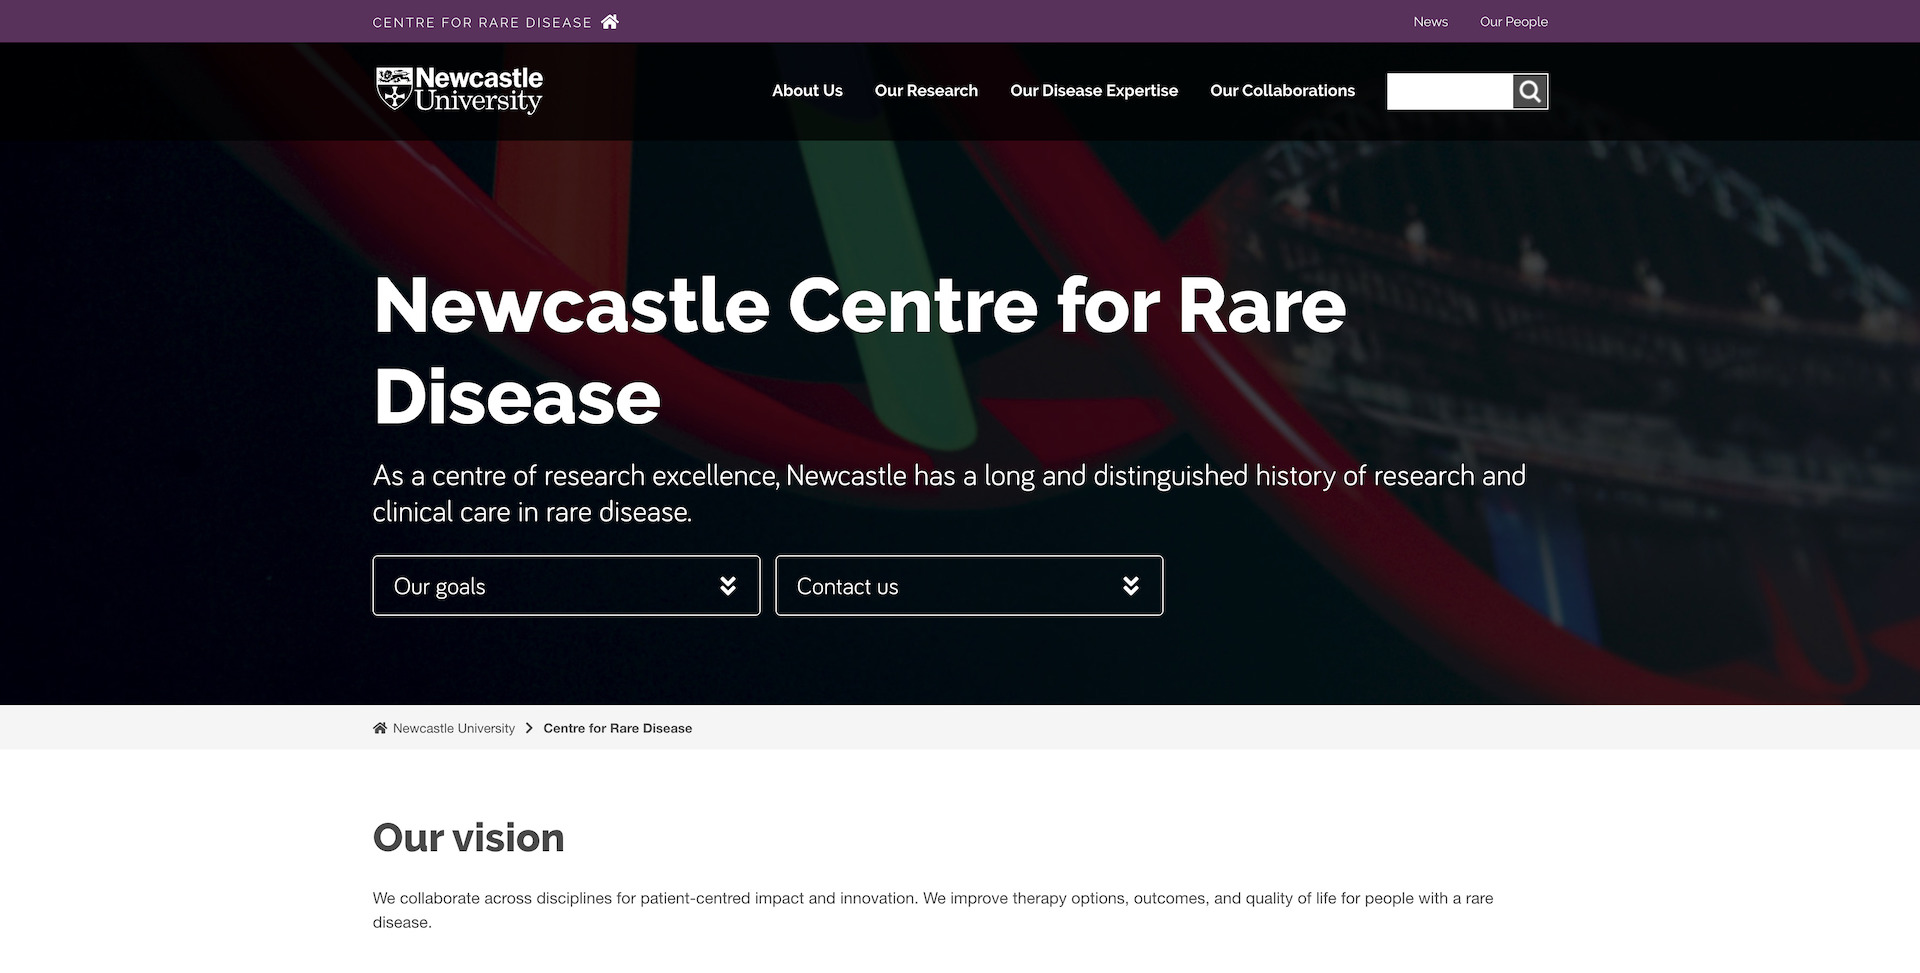 CENTRE FOR RARE DISEASE
News
Our People
Newcastle
University
About Us
Our Research
Our Disease Expertise
Our Collaborations
Newcastle Centre for Rare
Disease
As a centre of research excellence, Newcastle has a long and distinguished history of research and
clinical care in rare disease.
Our goals
Contact us
Newcastle University
Centre for Rare Disease
Our vision
We collaborate across disciplines for patient-centred impact and innovation. We improve therapy options, outcomes, and quality of life for people with a rare
disease.